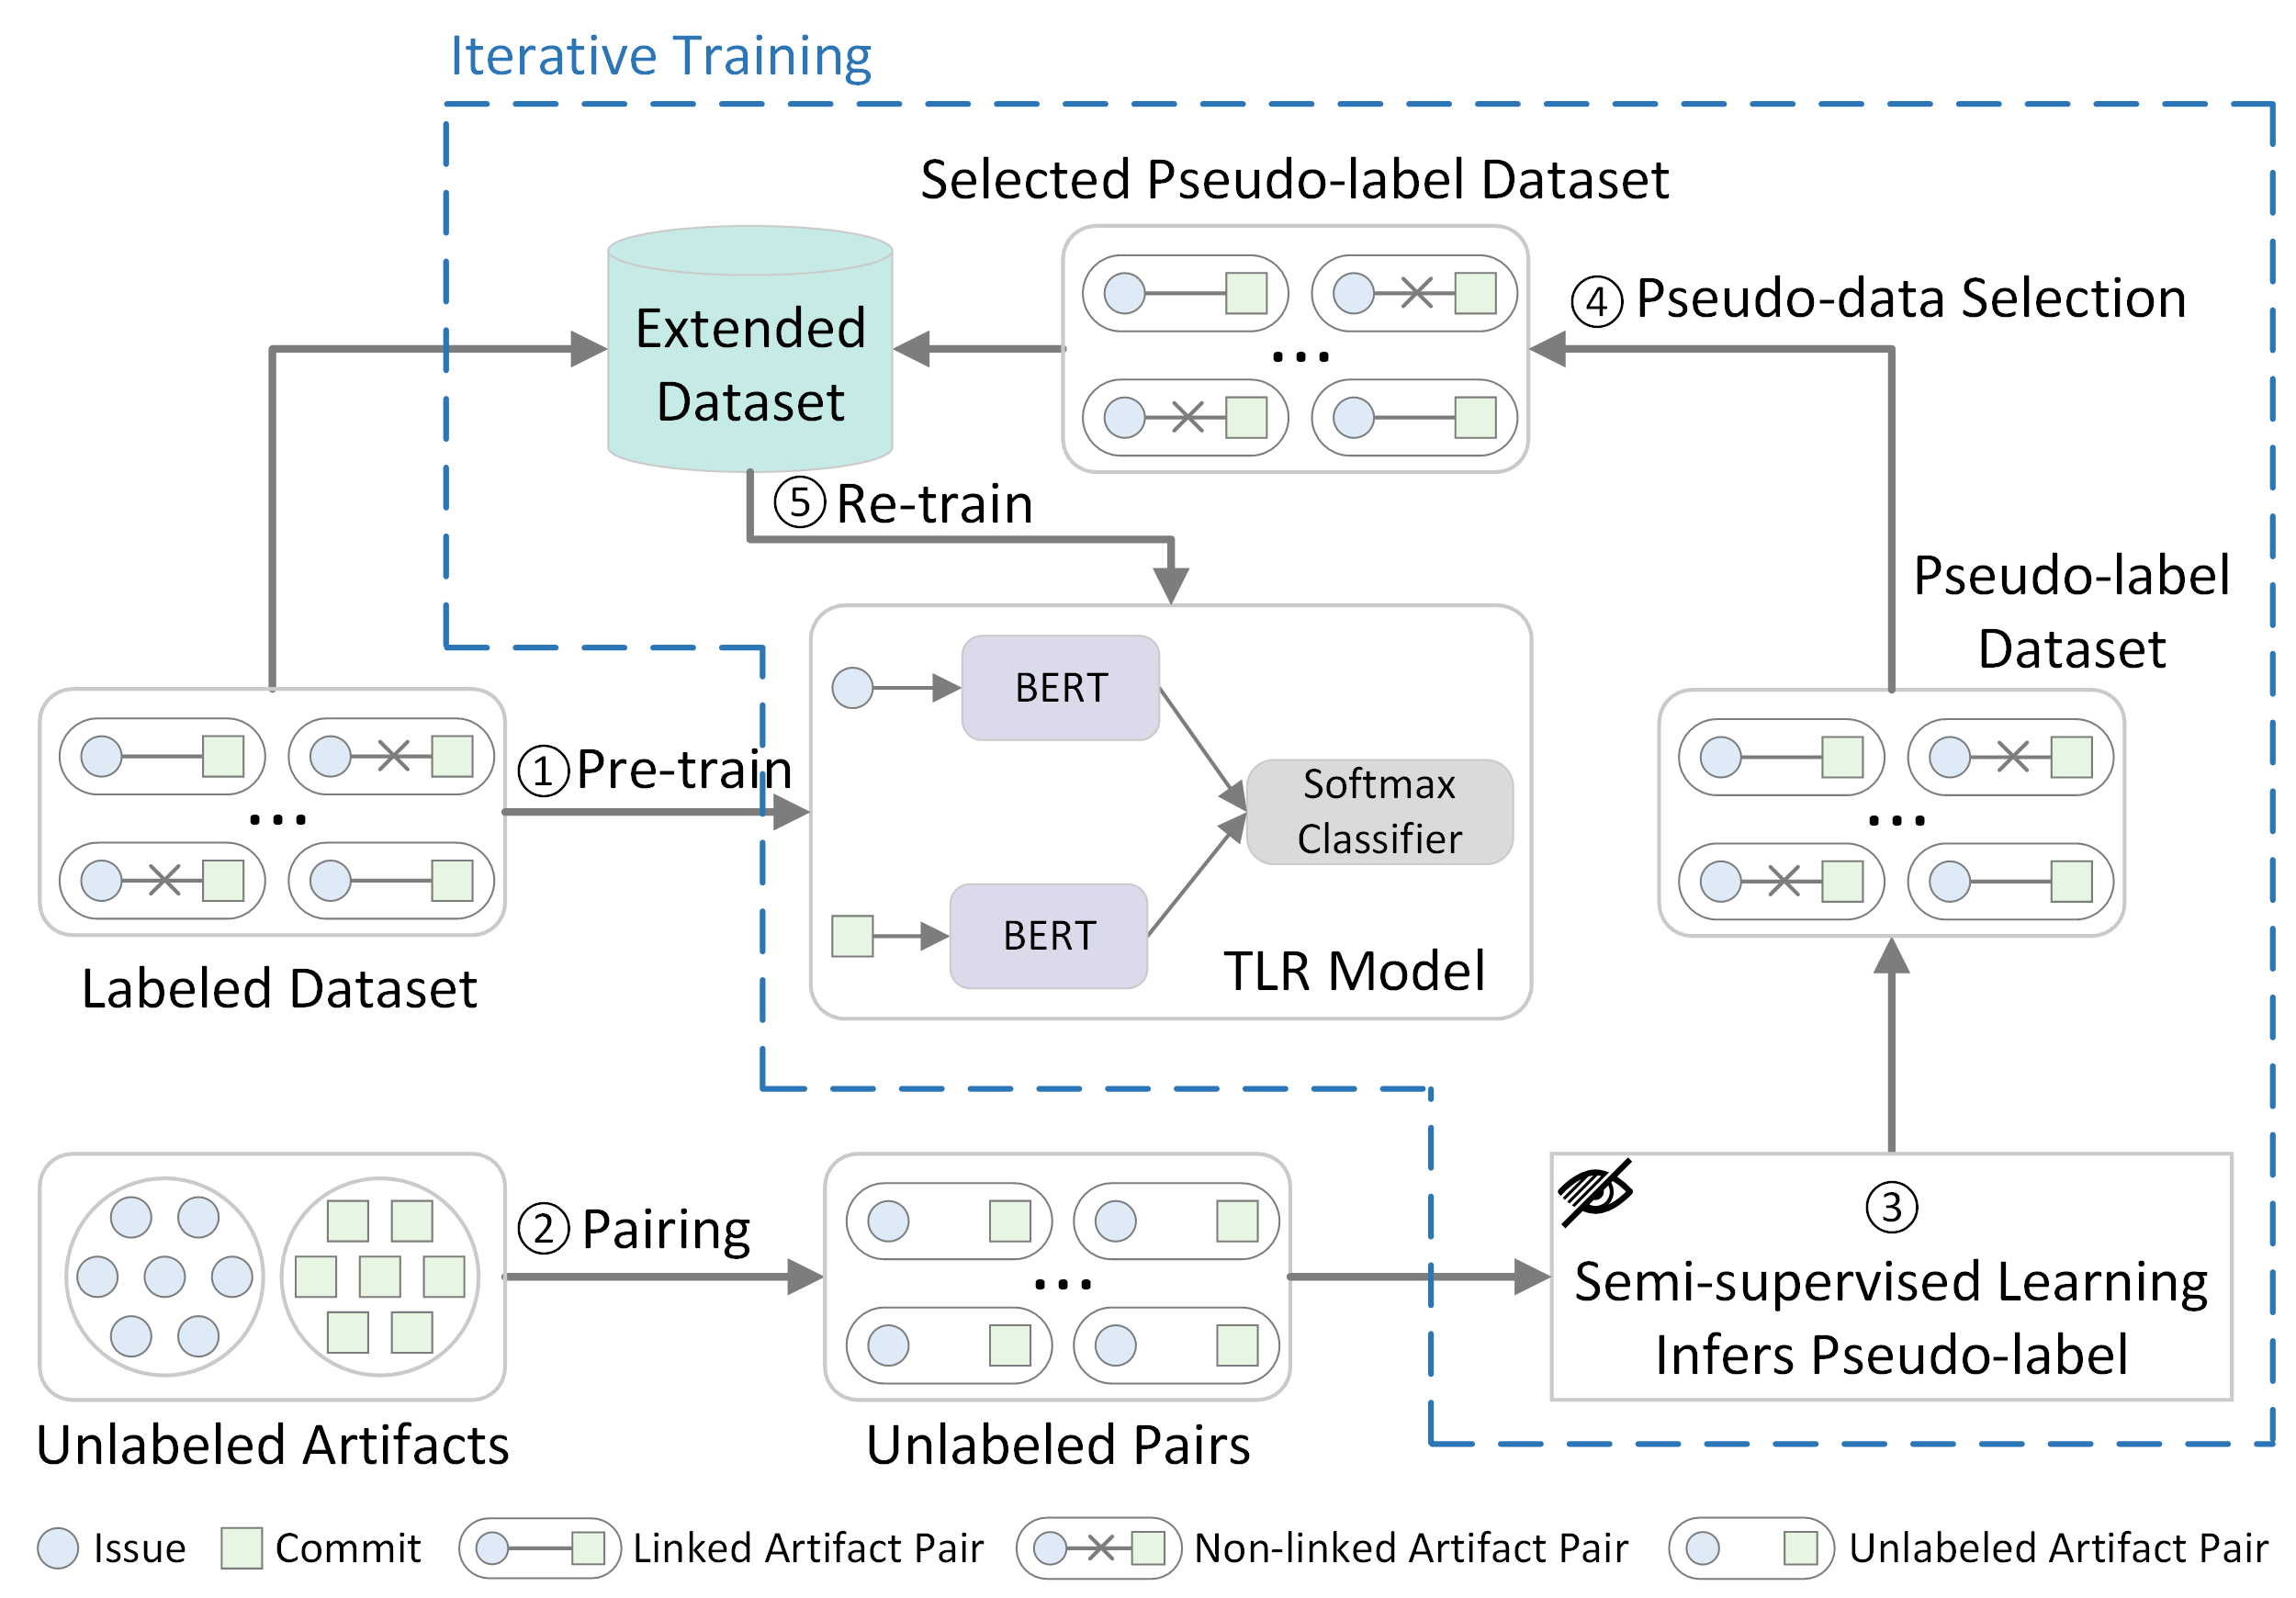 Iterative Training
Selected Pseudo-label Dataset
Extended
Dataset
④ Pseudo-data Selection
⑤ Re-train
Pseudo-label
Dataset
BERT
① Pre-train
Softmax
Classifier
BERT
TLR Model
Labeled Dataset
② Pairing
③
Semi-supervised Learning
Infers Pseudo-label
Unlabeled Artifacts
Unlabeled Pairs
Issue
Commit
Linked Artifact Pair
Non-linked Artifact Pair
Unlabeled Artifact Pair